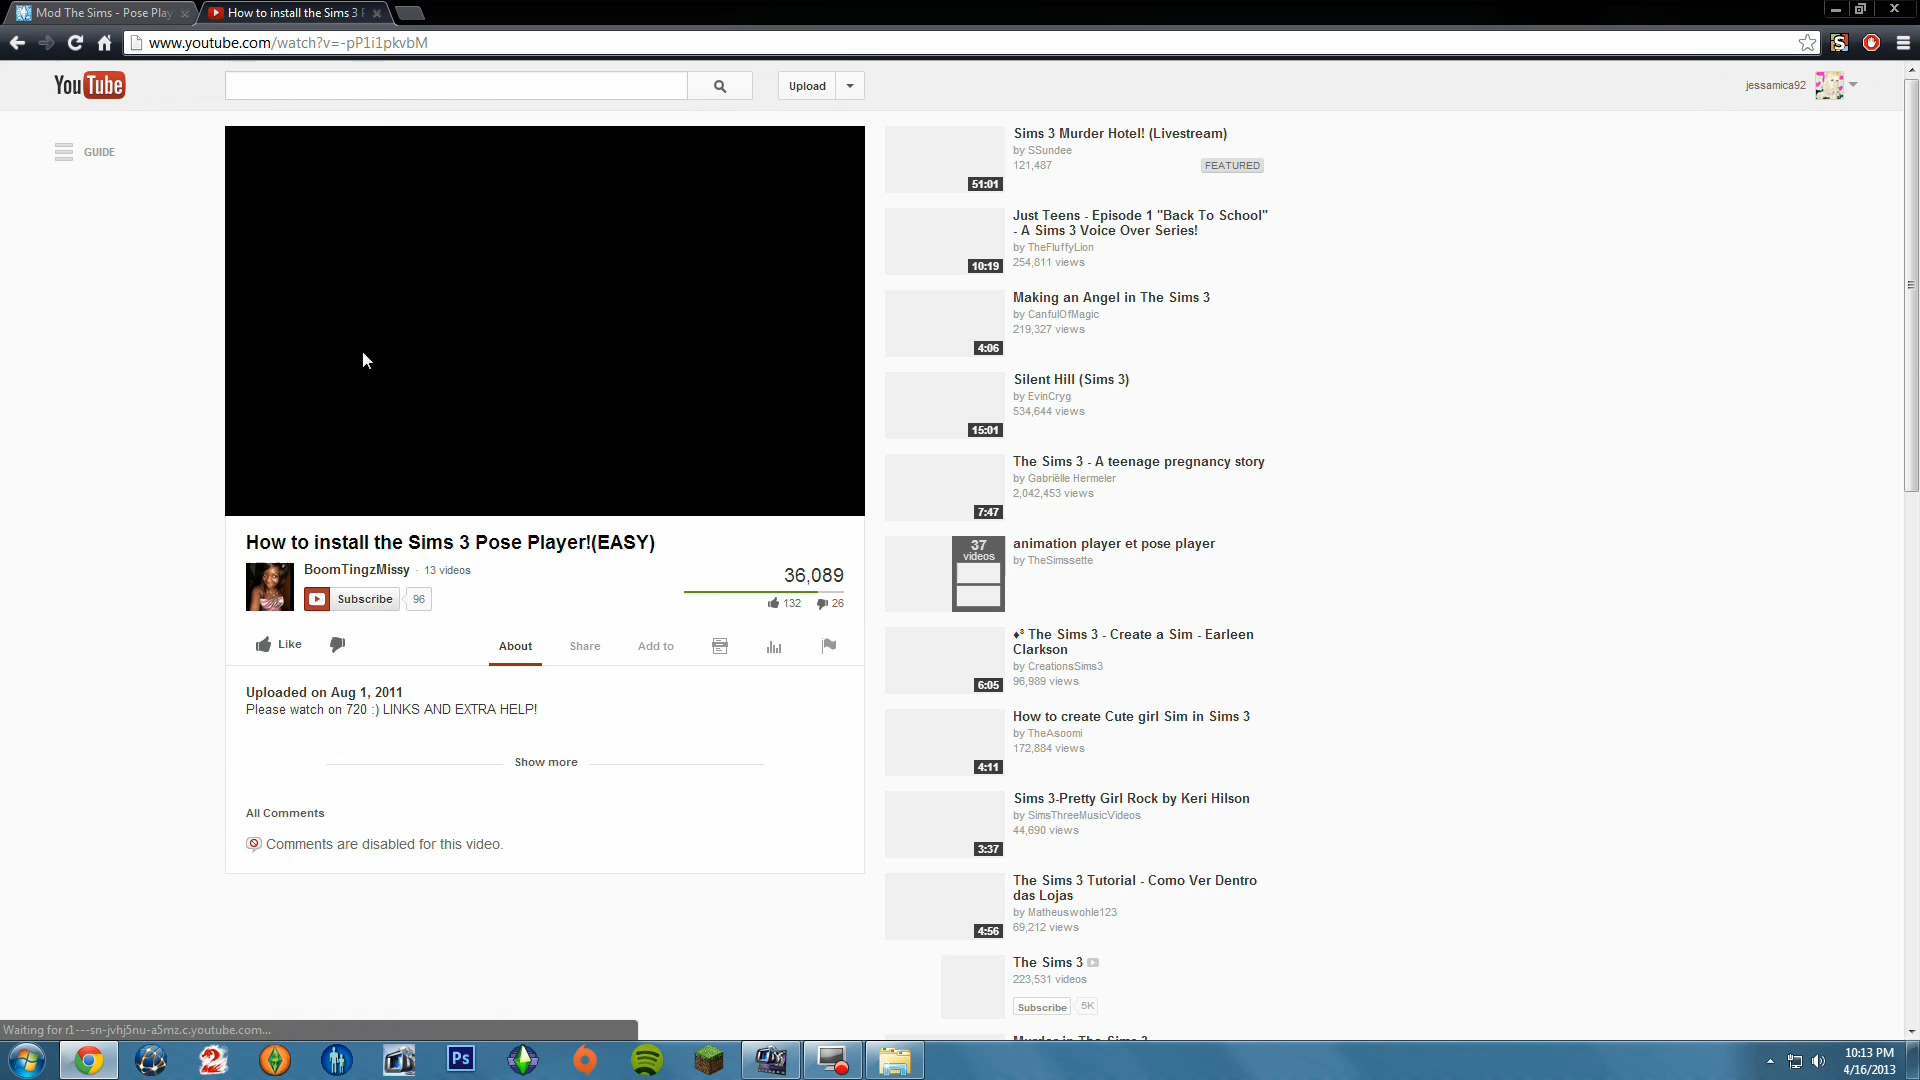 Mod The Sims - Pose Play
How to install the Sims 3 P
www.youtube.com/watch?v=-pP1i1pkvbM
YouTube
Upload
jessamica92
GUIDE
Sims 3 Murder Hotel! (Livestream)
by SSundee
121,487
FEATURED
51:01
Just Teens - Episode 1 "Back To School"
- A Sims 3 Voice Over Series!
by TheFluffyLion
254,811 views
10:19
Making an Angel in The Sims 3
by CanfulOfMagic
219,327 views
4:06
Silent Hill (Sims 3)
by EvinCryg
534,644 views
15:01
The Sims 3 - A teenage pregnancy story
by Gabriëlle Hermeler
2,042,453 views
7:47
37
videos
animation player et pose player
by TheSimssette
♦³ The Sims 3 - Create a Sim - Earleen
Clarkson
by CreationsSims3
96,989 views
6:05
How to create Cute girl Sim in Sims 3
by TheAsoomi
172,884 views
4:11
Sims 3-Pretty Girl Rock by Keri Hilson
by SimsThreeMusicVideos
44,690 views
3:37
The Sims 3 Tutorial - Como Ver Dentro
das Lojas
by Matheuswohle123
69,212 views
4:56
The Sims 3
223,531 videos
Subscribe 5K
Murder in The Sims 3
How to install the Sims 3 Pose Player!(EASY)
BoomTingzMissy · 13 videos
Subscribe 96
36,089
132 26
Like
About Share Add to
Uploaded on Aug 1, 2011
Please watch on 720 :) LINKS AND EXTRA HELP!
Show more
All Comments
Comments are disabled for this video.
Waiting for r1---sn-jvhj5nu-a5mz.c.youtube.com...
Ps
10:13 PM
4/16/2013